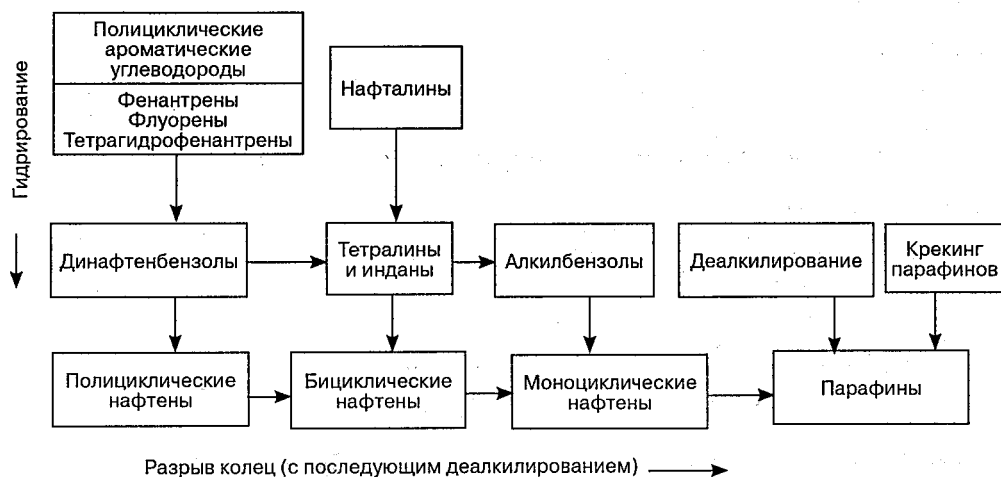 Гидрирование
Полициклические
ароматические
углеводороды
Фенантрены
Флуорены
Тетрагидрофенантрены
Нафталины
Динафтенбензолы
Тетралины
и инданы
Алкилбензолы
Деалкилирование
Крекинг
парафинов
Полициклические
нафтены
Бициклические
нафтены
Моноциклические
нафтены
Парафины
Разрыв колец (с последующим деалкилированием)